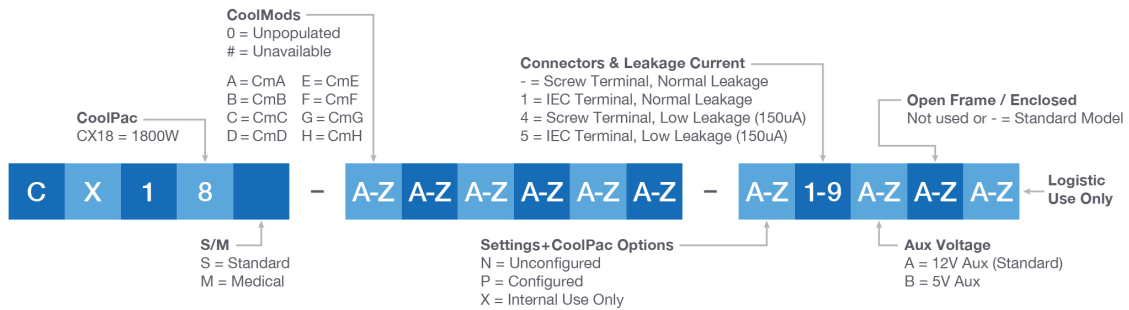 CoolMods
0 = Unpopulated
# = Unavailable
A = CmA E = CmE
B = CmB F = CmF
C = CmC G = CmG
D = CmD H = CmH
CoolPac
CX18 = 1800W
Connectors & Leakage Current
- = Screw Terminal, Normal Leakage
1 = IEC Terminal, Normal Leakage
4 = Screw Terminal, Low Leakage (150uA)
5 = IEC Terminal, Low Leakage (150uA)
Open Frame / Enclosed
Not used or - = Standard Model
C X 1 8 – A-Z A-Z A-Z A-Z A-Z A-Z – A-Z 1-9 A-Z A-Z A-Z
Logistic
Use Only
S/M
S = Standard
M = Medical
Settings+CoolPac Options
N = Unconfigured
P = Configured
X = Internal Use Only
Aux Voltage
A = 12V Aux (Standard)
B = 5V Aux